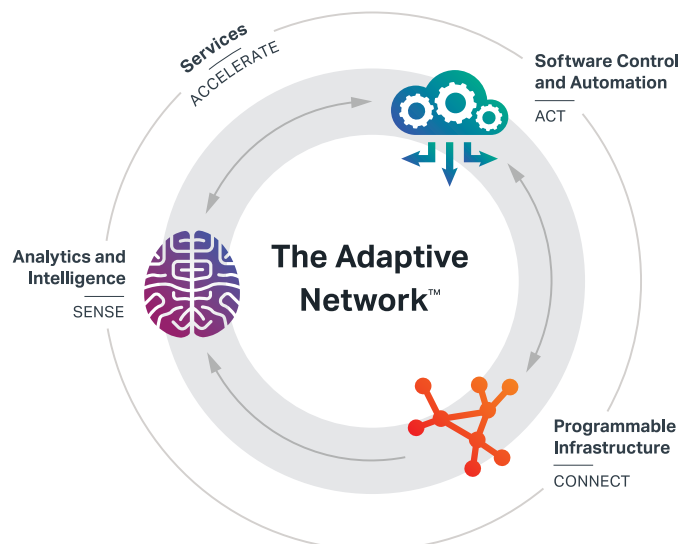 Services
ACCELERATE
Software Control
and Automation
ACT
Analytics and
Intelligence
SENSE
The Adaptive
Network™
Programmable
Infrastructure
CONNECT